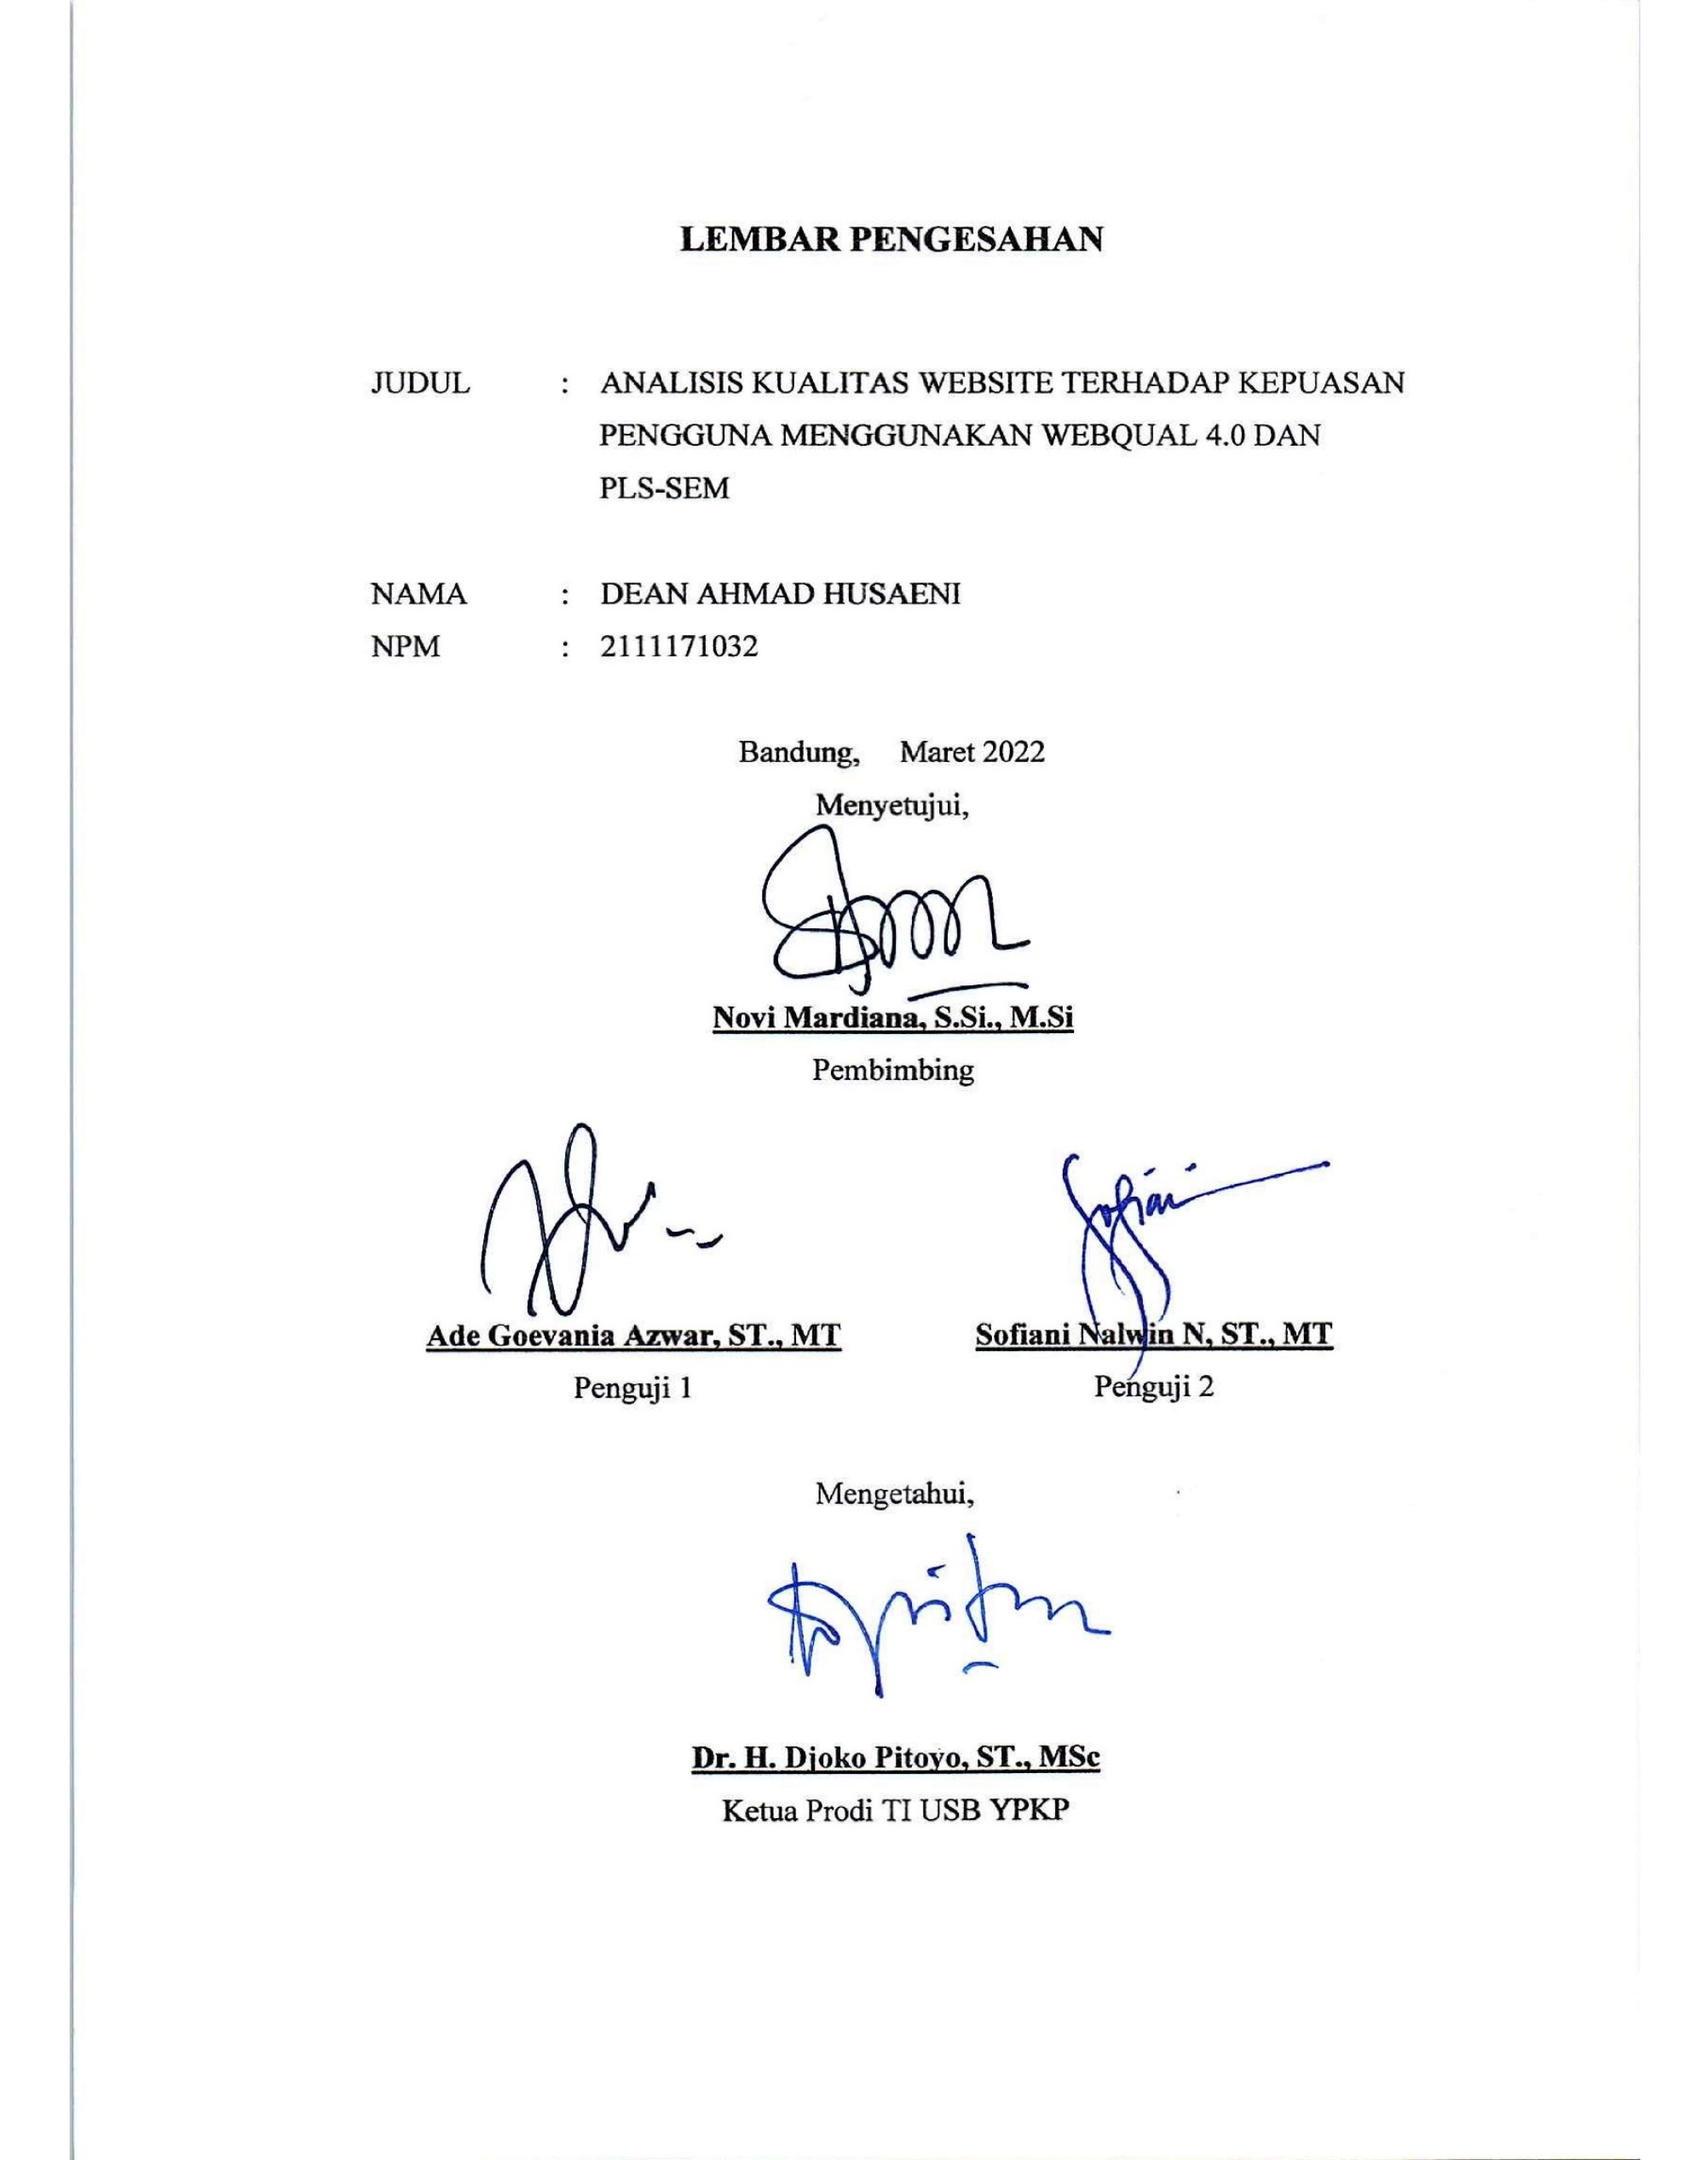 LEMBAR PENGESAHAN
JUDUL : ANALISIS KUALITAS WEBSITE TERHADAP KEPUASAN
PENGGUNA MENGGUNAKAN WEBQUAL 4.0 DAN
PLS-SEM
NAMA : DEAN AHMAD HUSAENI
NPM : 2111171032
Bandung, Maret 2022
Menyetujui,
Novi Mardiana, S.Si., M.Si
Pembimbing
Ade Goevania Azwar, ST., MT
Sofiani Nalwin N, ST., MT
Penguji 1
Penguji 2
Mengetahui,
Dr. H. Djoko Pitoyo, ST., MSc
Ketua Prodi TI USB YPKP